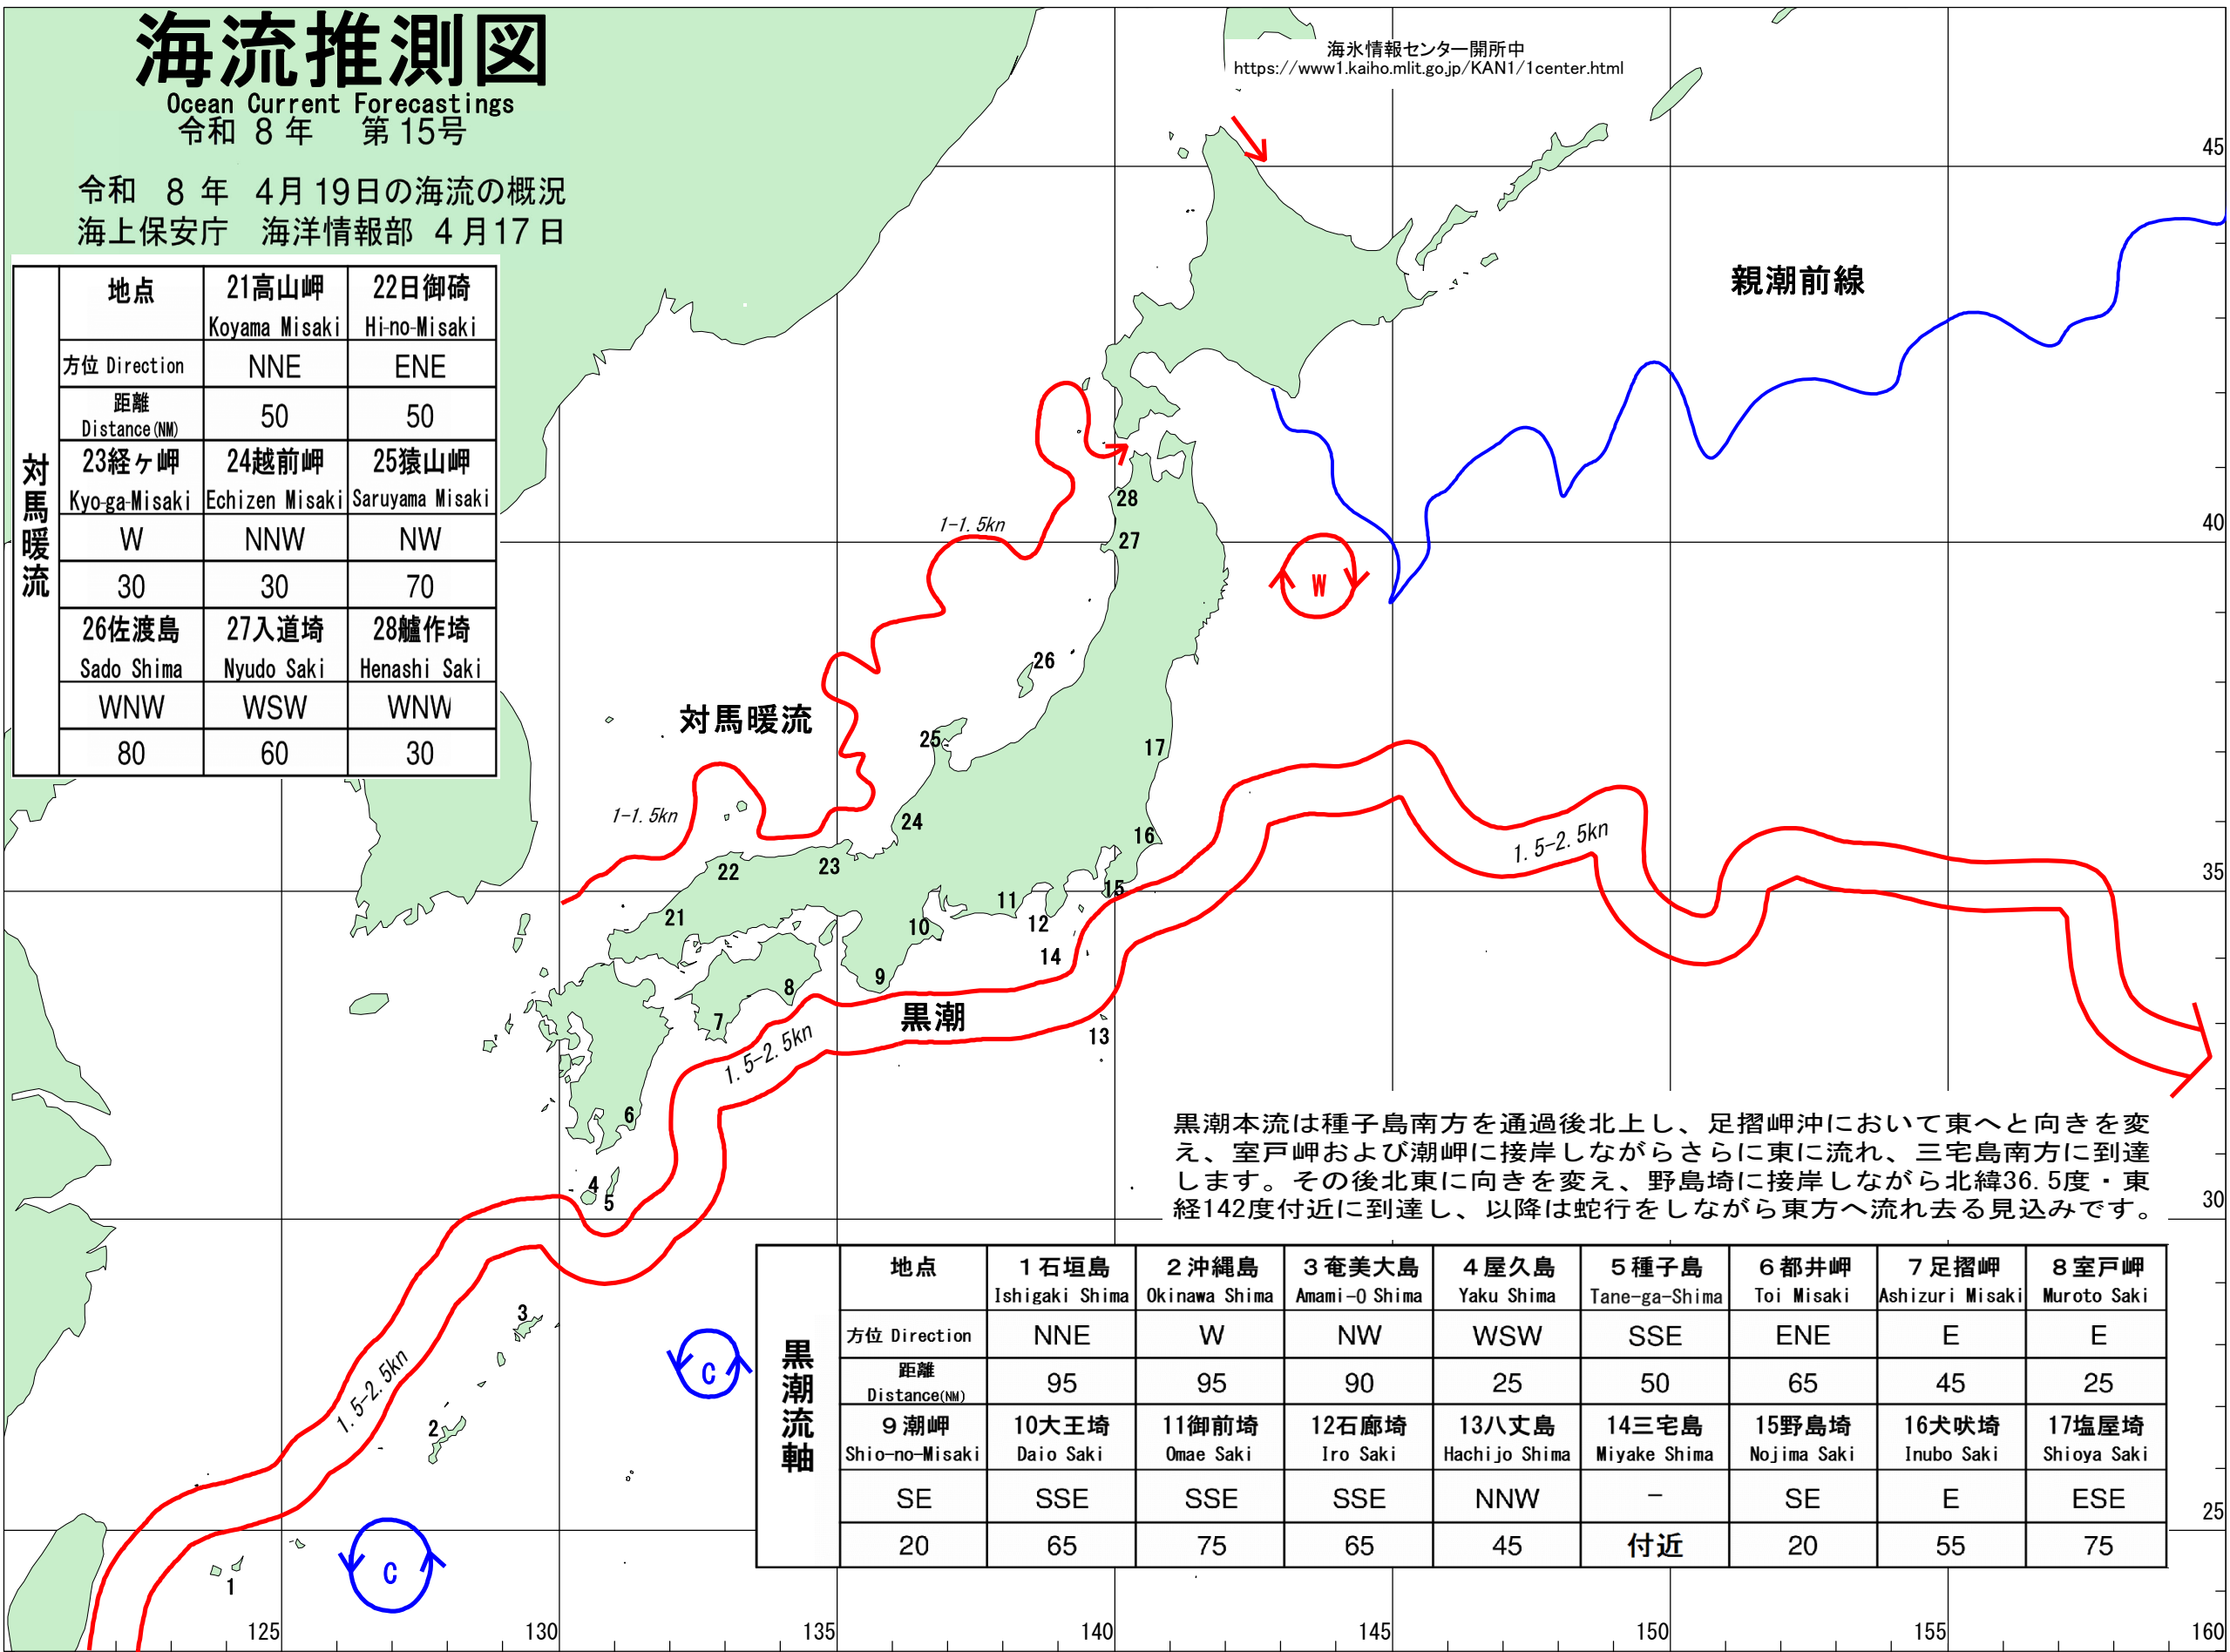 海流推測図
Ocean Current Forecastings
令和 8 年 第15号
令和 8 年 4月19日の海流の概況
海上保安庁 海洋情報部 4月17日
海氷情報センター開所中
https://www1.kaiho.mlit.go.jp/KAN1/1center.html
対馬暖流
地点 21高山岬 22日御碕
Koyama Misaki Hi-no-Misaki
方位 Direction NNE ENE
距離 Distance(NM) 50 50
23経ヶ岬 24越前岬 25猿山岬
Kyo-ga-Misaki Echizen Misaki Saruyama Misaki
W NNW NW
30 30 70
26佐渡島 27入道埼 28艫作埼
Sado Shima Nyudo Saki Henashi Saki
WNW WSW WNW
80 60 30
親潮前線
45
40
35
30
25
1-1.5kn
28
27
W
26
対馬暖流
25
17
1-1.5kn
24
16
1.5-2.5kn
22
23
15
11
21
10
12
14
9
8
黒潮
7
13
1.5-2.5kn
6
4
5
3
1.5-2.5kn
2
C
C
1
黒潮本流は種子島南方を通過後北上し、足摺岬沖において東へと向きを変
え、室戸岬および潮岬に接岸しながらさらに東に流れ、三宅島南方に到達
します。その後北東に向きを変え、野島埼に接岸しながら北緯36.5度・東
経142度付近に到達し、以降は蛇行をしながら東方へ流れ去る見込みです。
黒潮流軸
地点 1石垣島 2沖縄島 3奄美大島 4屋久島 5種子島 6都井岬 7足摺岬 8室戸岬
Ishigaki Shima Okinawa Shima Amami-O Shima Yaku Shima Tane-ga-Shima Toi Misaki Ashizuri Misaki Muroto Saki
方位 Direction NNE W NW WSW SSE ENE E E
距離 Distance(NM) 95 95 90 25 50 65 45 25
9潮岬 10大王埼 11御前埼 12石廊埼 13八丈島 14三宅島 15野島埼 16犬吠埼 17塩屋埼
Shio-no-Misaki Daio Saki Omae Saki Iro Saki Hachijo Shima Miyake Shima Nojima Saki Inubo Saki Shioya Saki
SE SSE SSE SSE NNW − SE E ESE
20 65 75 65 45 付近 20 55 75
125 130 135 140 145 150 155 160